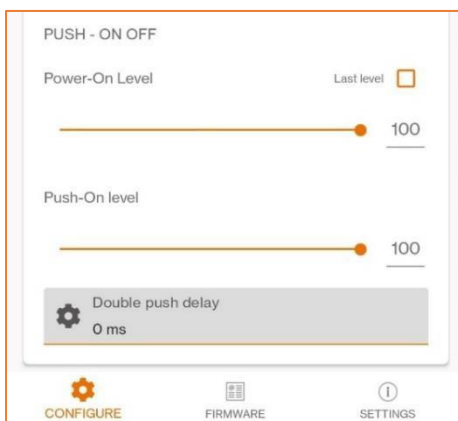 PUSH - ON OFF
Power-On Level Last level
100
Push-On level
100
Double push delay
0 ms
CONFIGURE FIRMWARE SETTINGS